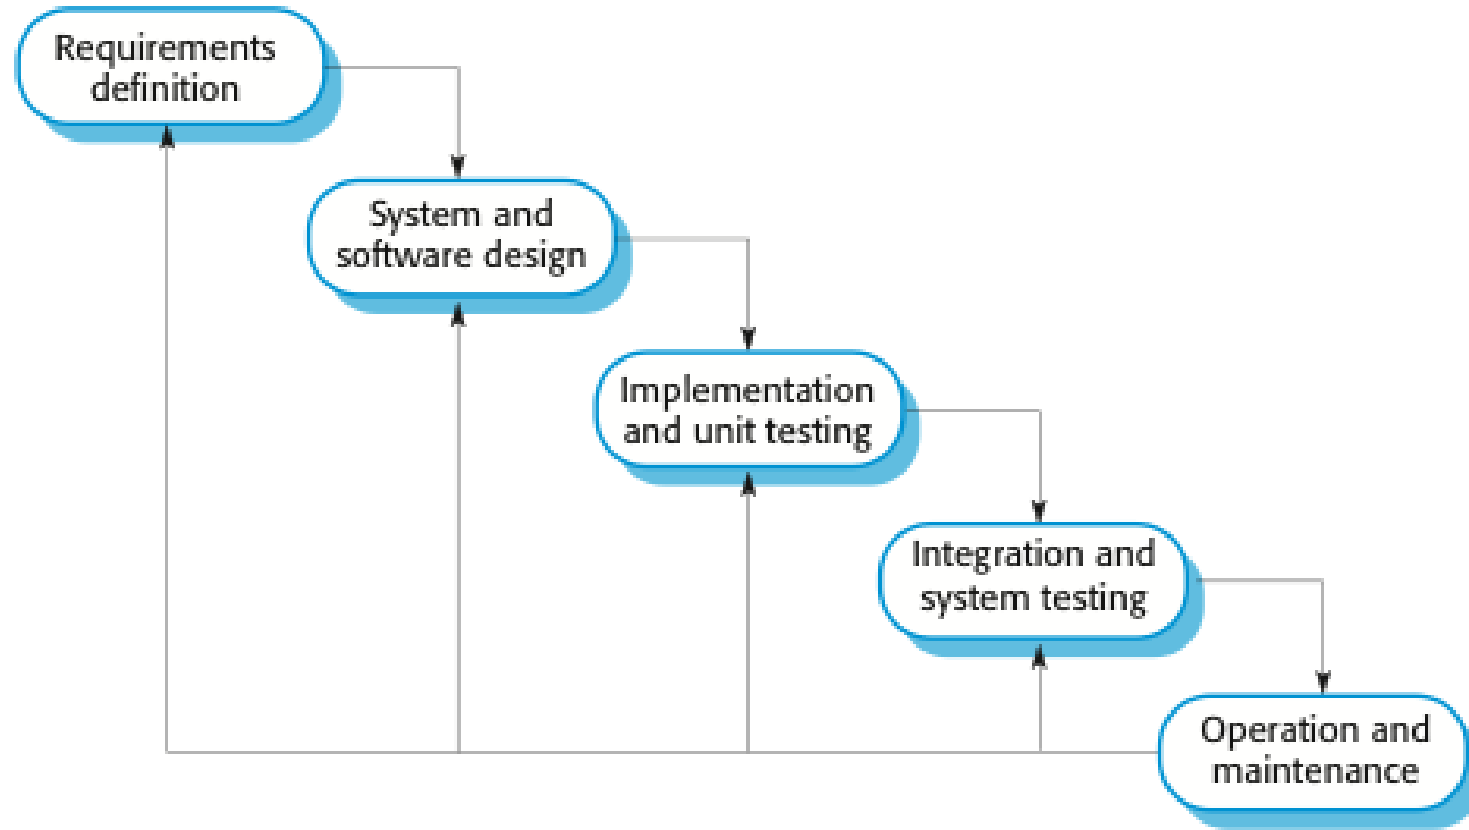 Requirements
definition
System and
software design
Implementation
and unit testing
Integration and
system testing
Operation and
maintenance